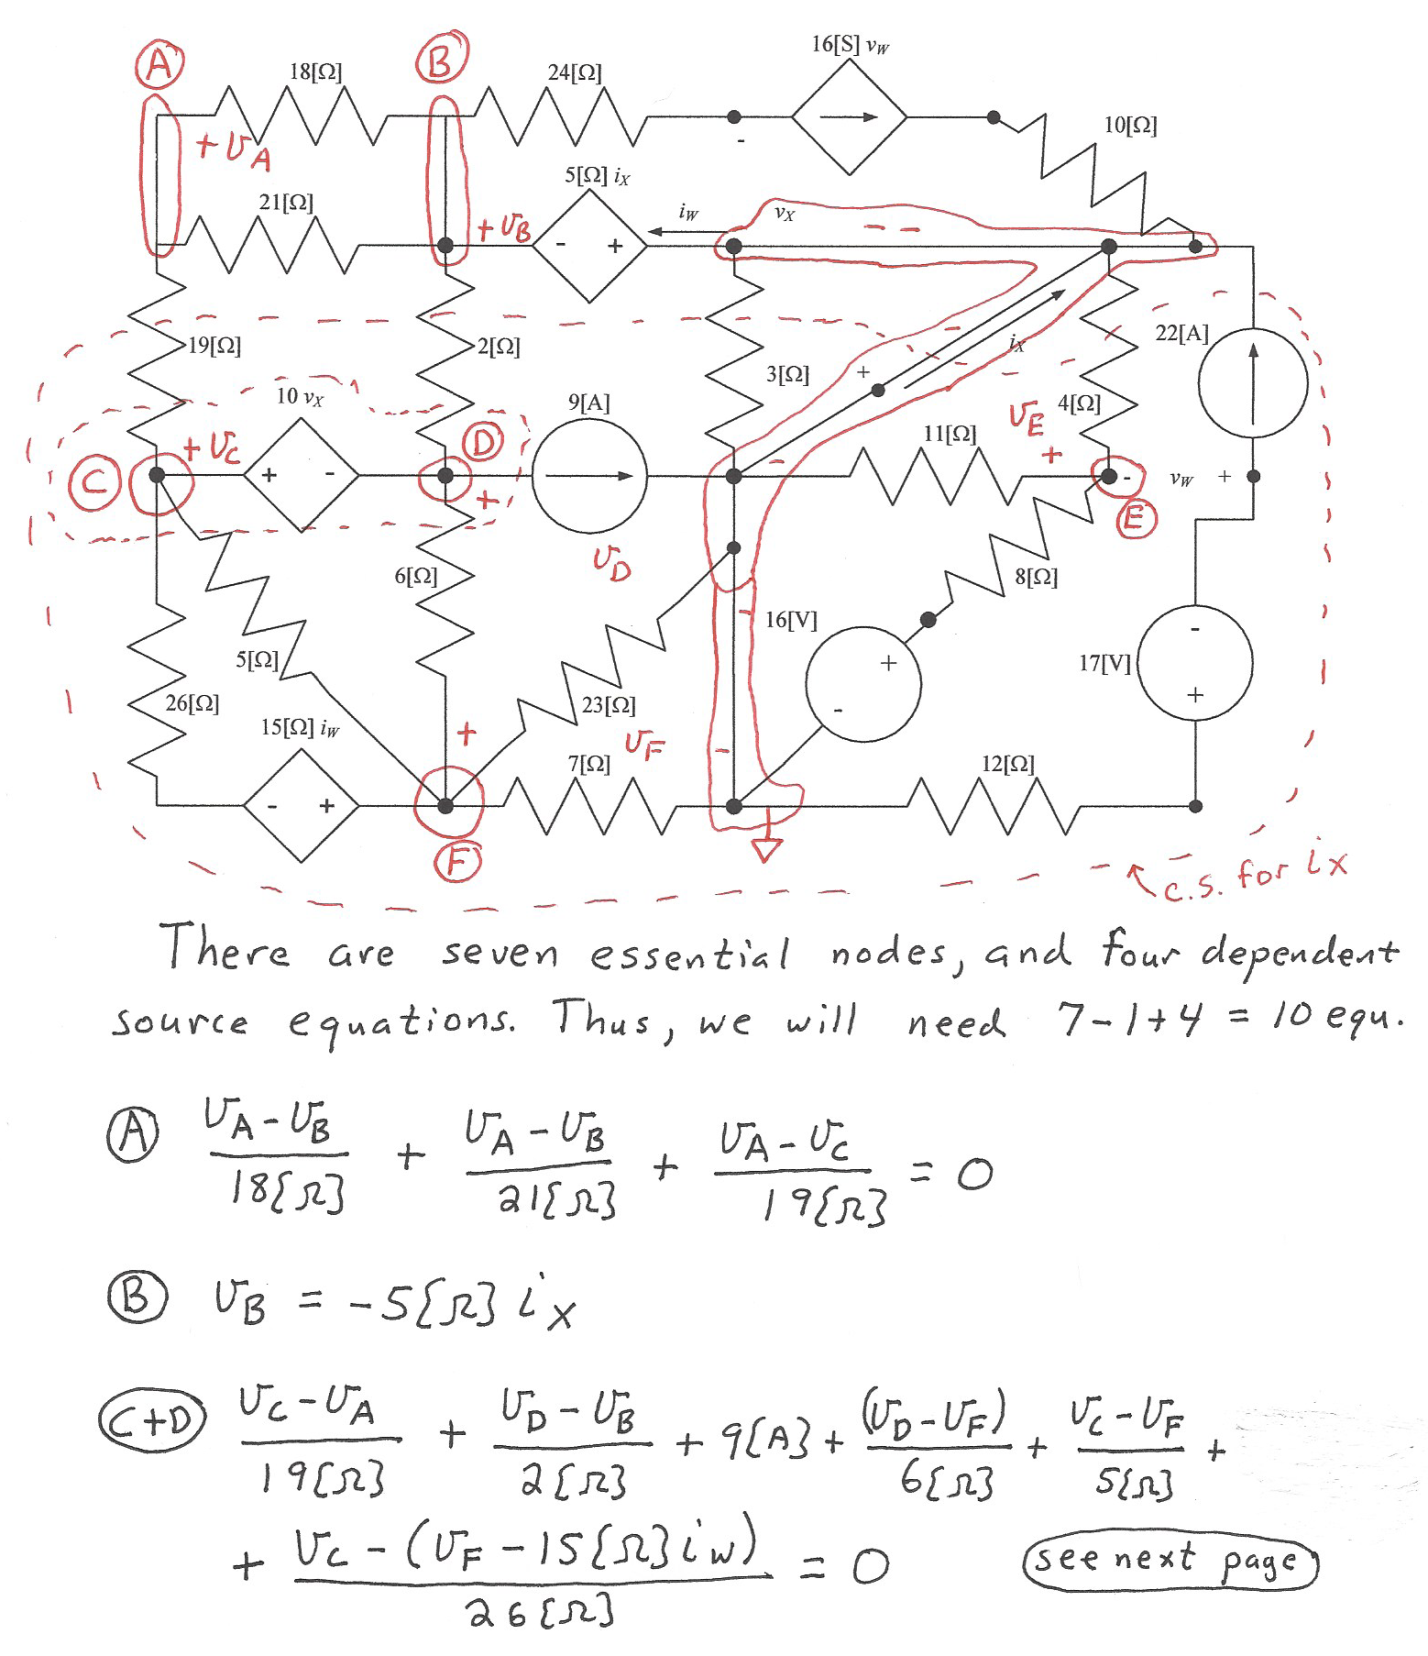 A
B
16[S] vW
18[Ω]
24[Ω]
10[Ω]
+ vA
-
5[Ω] iX
21[Ω]
+ vB
- +
iW
vX
- -
19[Ω]
2[Ω]
3[Ω]
+
-
iX
22[A]
10 vX
9[A]
vE
4[Ω]
+ vC
D
11[Ω]
+
C
+ -
+
-
-
vW +
E
vD
6[Ω]
8[Ω]
5[Ω]
16[V]
-
-
+
-
17[V]
+
26[Ω]
23[Ω]
15[Ω] iW
+
vF
-
7[Ω]
12[Ω]
- +
F
c.s. for iX
There are seven essential nodes, and four dependent
source equations. Thus, we will need 7-1+4 = 10 equ.
A vA - vB / 18[Ω] + vA - vB / 21[Ω] + vA - vC / 19[Ω] = 0
B vB = -5[Ω] iX
C+D vC - vA / 19[Ω] + vD - vB / 2[Ω] + 9[A] + (vD - vF) / 6[Ω] + vC - vF / 5[Ω] +
+ vC - (vF - 15[Ω] iW) / 26[Ω] = 0
see next page